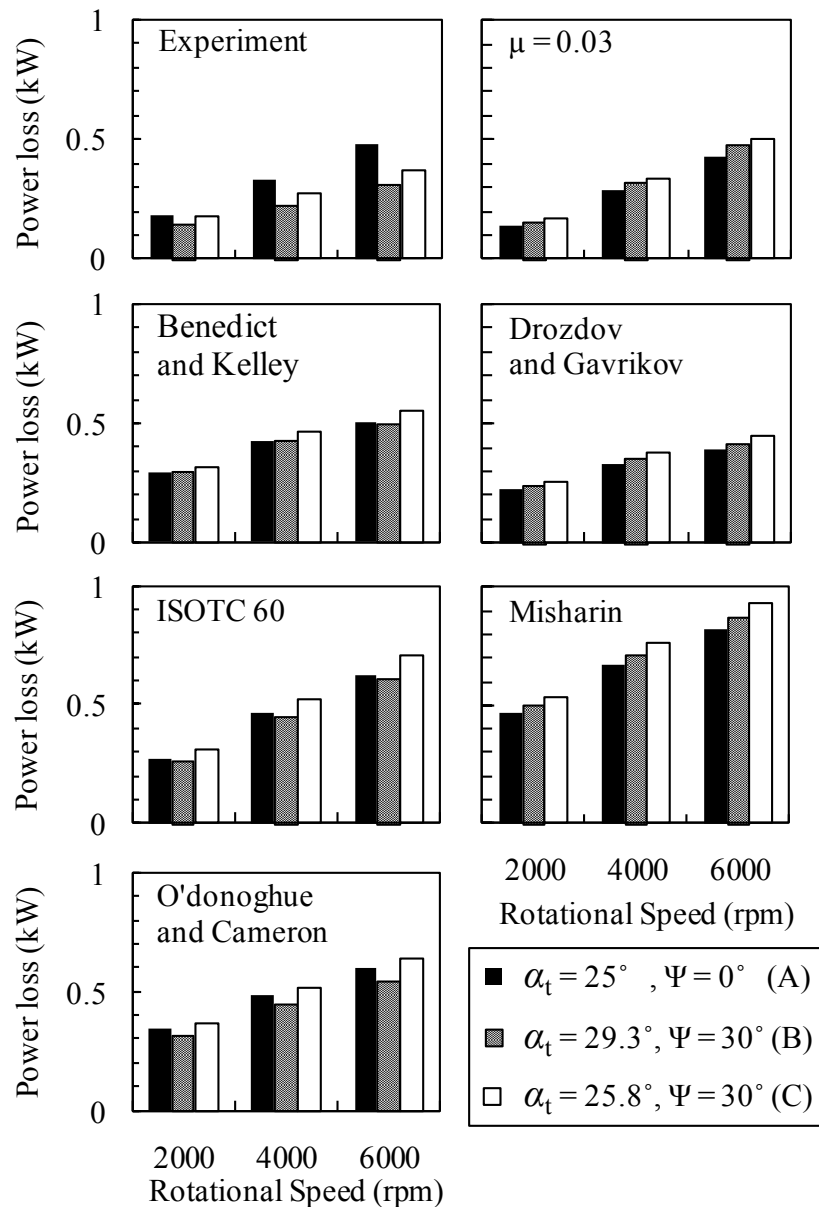 1
Experiment
μ = 0.03
Power loss (kW)
0.5
0
1
Benedict
and Kelley
Drozdov
and Gavrikov
Power loss (kW)
0.5
0
1
ISOTC 60
Misharin
Power loss (kW)
0.5
0
2000 4000 6000
Rotational Speed (rpm)
1
O'donoghue
and Cameron
Power loss (kW)
0.5
0
2000 4000 6000
Rotational Speed (rpm)
αt = 25° , Ψ = 0° (A)
αt = 29.3°, Ψ = 30° (B)
αt = 25.8°, Ψ = 30° (C)